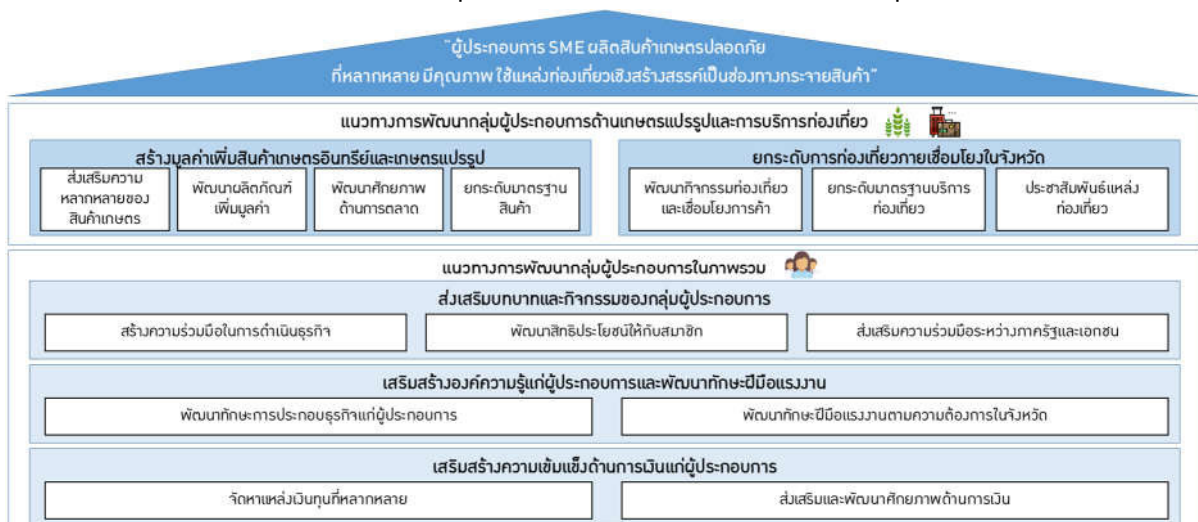 "ผู้ประกอบการ SME ผลิตสินค้าเกษตรปลอดภัย
ที่หลากหลาย มีคุณภาพ ใช้แหล่งท่องเที่ยวเชิงสร้างสรรค์เป็นช่องทางกระจายสินค้า"
แนวทางการพัฒนากลุ่มผู้ประกอบการด้านเกษตรแปรรูปและการบริการท่องเที่ยว
สร้างมูลค่าเพิ่มสินค้าเกษตรอินทรีย์และเกษตรแปรรูป
ส่งเสริมความ
หลากหลายของ
สินค้าเกษตร
พัฒนาผลิตภัณฑ์
เพิ่มมูลค่า
พัฒนาศักยภาพ
ด้านการตลาด
ยกระดับมาตรฐาน
สินค้า
ยกระดับการท่องเที่ยวภายเชื่อมโยงในจังหวัด
พัฒนากิจกรรมท่องเที่ยว
และเชื่อมโยงการค้า
ยกระดับมาตรฐานบริการ
ท่องเที่ยว
ประชาสัมพันธ์แหล่ง
ท่องเที่ยว
แนวทางการพัฒนากลุ่มผู้ประกอบการในภาพรวม
ส่งเสริมบทบาทและกิจกรรมของกลุ่มผู้ประกอบการ
สร้างความร่วมมือในการดำเนินธุรกิจ
พัฒนาสิทธิประโยชน์ให้กับสมาชิก
ส่งเสริมความร่วมมือระหว่างภาครัฐและเอกชน
เสริมสร้างองค์ความรู้แก่ผู้ประกอบการและพัฒนาทักษะฝีมือแรงงาน
พัฒนาทักษะการประกอบธุรกิจแก่ผู้ประกอบการ
พัฒนาทักษะฝีมือแรงงานตามความต้องการในจังหวัด
เสริมสร้างความเข้มแข็งด้านการเงินแก่ผู้ประกอบการ
จัดหาแหล่งเงินทุนที่หลากหลาย
ส่งเสริมและพัฒนาศักยภาพด้านการเงิน